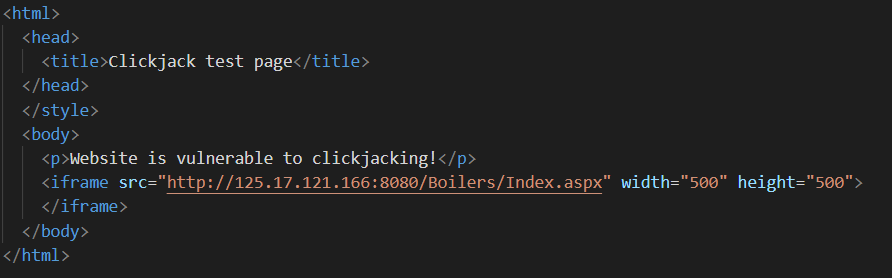 <html>
<head>
<title>Clickjack test page</title>
</head>
</style>
<body>
<p>Website is vulnerable to clickjacking!</p>
<iframe src="http://125.17.121.166:8080/Boilers/Index.aspx" width="500" height="500">
</iframe>
</body>
</html>